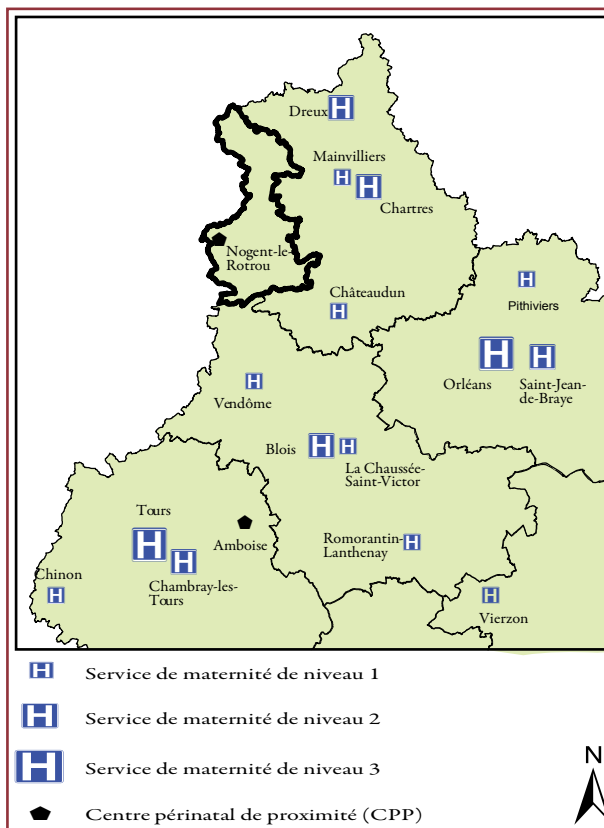 Dreux
Mainvilliers
Chartres
Nogent-le-
Rotrou
Châteaudun
Pithiviers
Orléans
Saint-Jean-
de-Braye
Vendôme
Blois
La Chaussée-
Saint-Victor
Tours
Amboise
Romorantin-
Lanthenay
Chinon
Chambray-les-
Tours
Vierzon
H Service de maternité de niveau 1
H Service de maternité de niveau 2
H Service de maternité de niveau 3
Centre périnatal de proximité (CPP)
N